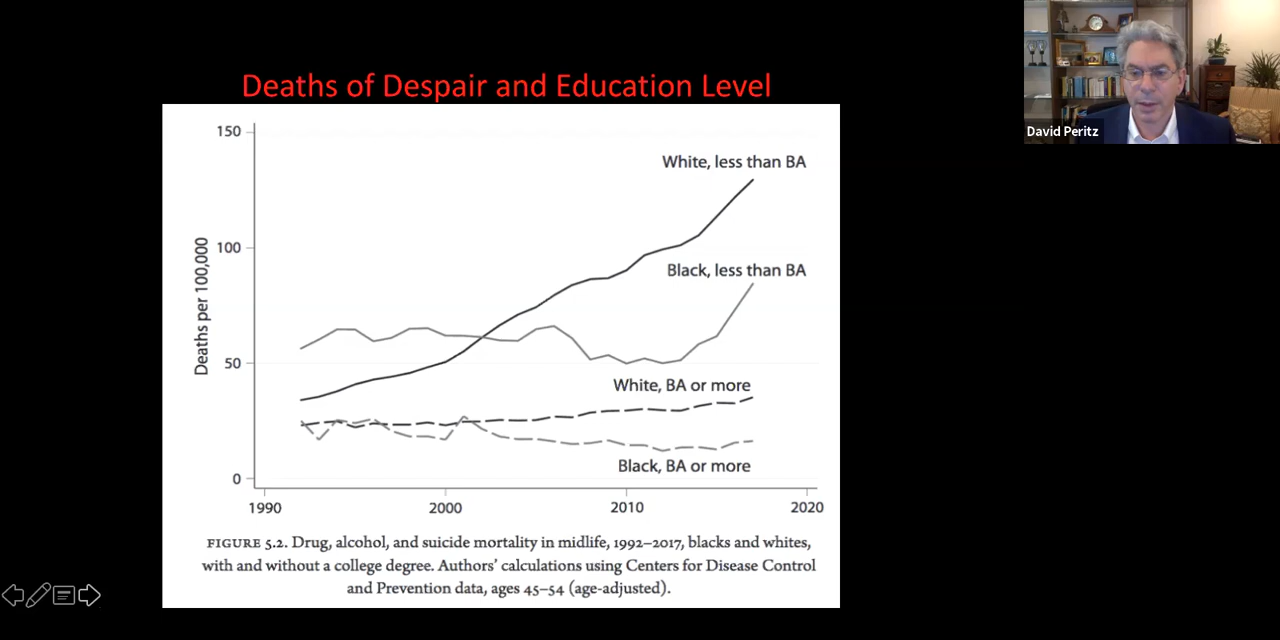 Deaths of Despair and Education Level
David Peritz
150
100
50
0
Deaths per 100,000
White, less than BA
Black, less than BA
White, BA or more
Black, BA or more
1990 2000 2010 2020
FIGURE 5.2. Drug, alcohol, and suicide mortality in midlife, 1992–2017, blacks and whites,
with and without a college degree. Authors’ calculations using Centers for Disease Control
and Prevention data, ages 45–54 (age-adjusted).